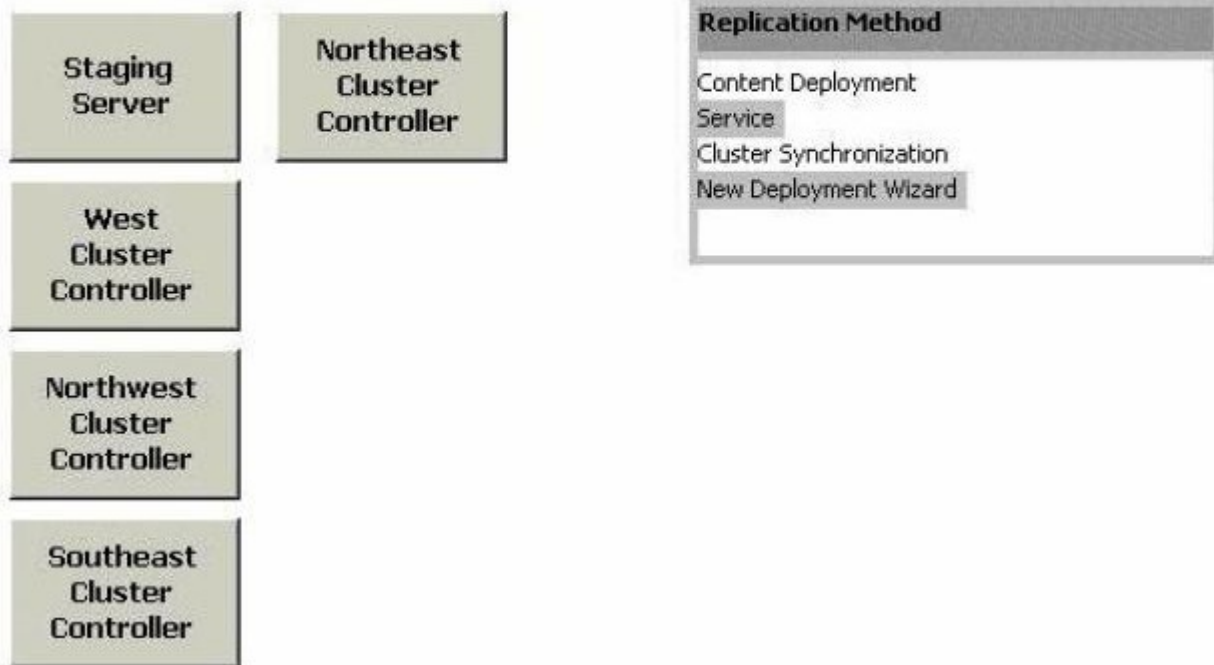 Staging
Server
Northeast
Cluster
Controller
West
Cluster
Controller
Northwest
Cluster
Controller
Southeast
Cluster
Controller
Replication Method
Content Deployment
Service
Cluster Synchronization
New Deployment Wizard